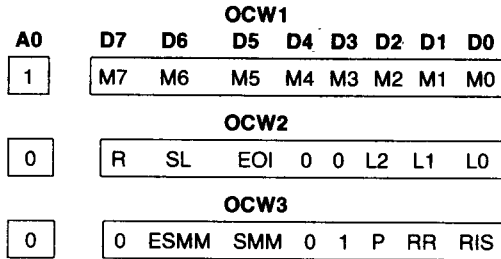 OCW1
A0 D7 D6 D5 D4 D3 D2 D1 D0
1 M7 M6 M5 M4 M3 M2 M1 M0
OCW2
0 R SL EOI 0 0 L2 L1 L0
OCW3
0 0 ESMM SMM 0 1 P RR RIS